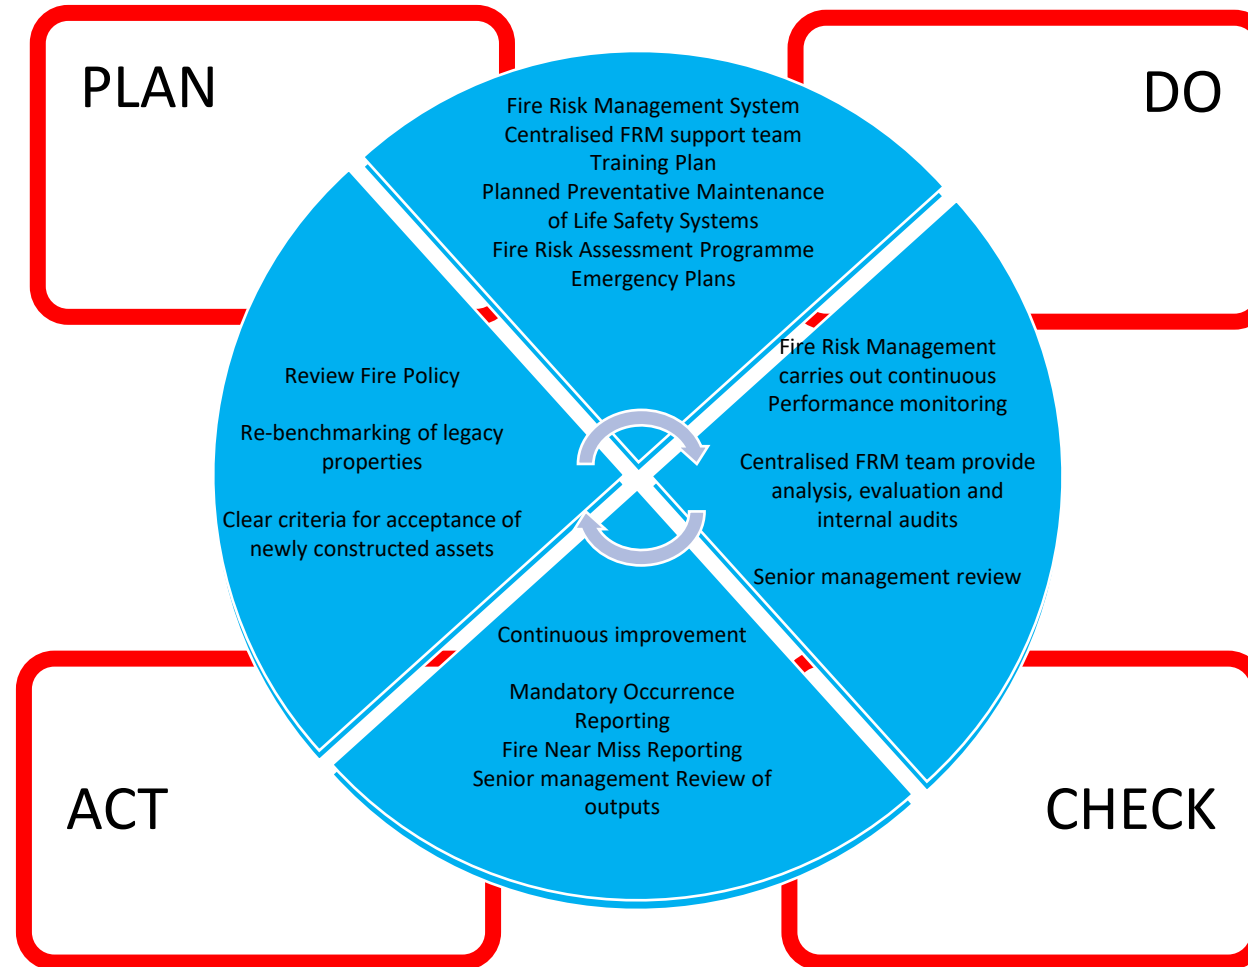 PLAN
DO
Fire Risk Management System
Centralised FRM support team
Training Plan
Planned Preventative Maintenance
of Life Safety Systems
Fire Risk Assessment Programme
Emergency Plans
Fire Risk Management
carries out continuous
Performance monitoring
Centralised FRM team provide
analysis, evaluation and
internal audits
Senior management review
Review Fire Policy
Re-benchmarking of legacy
properties
Clear criteria for acceptance of
newly constructed assets
Continuous improvement
Mandatory Occurrence
Reporting
Fire Near Miss Reporting
Senior management Review of
outputs
ACT
CHECK